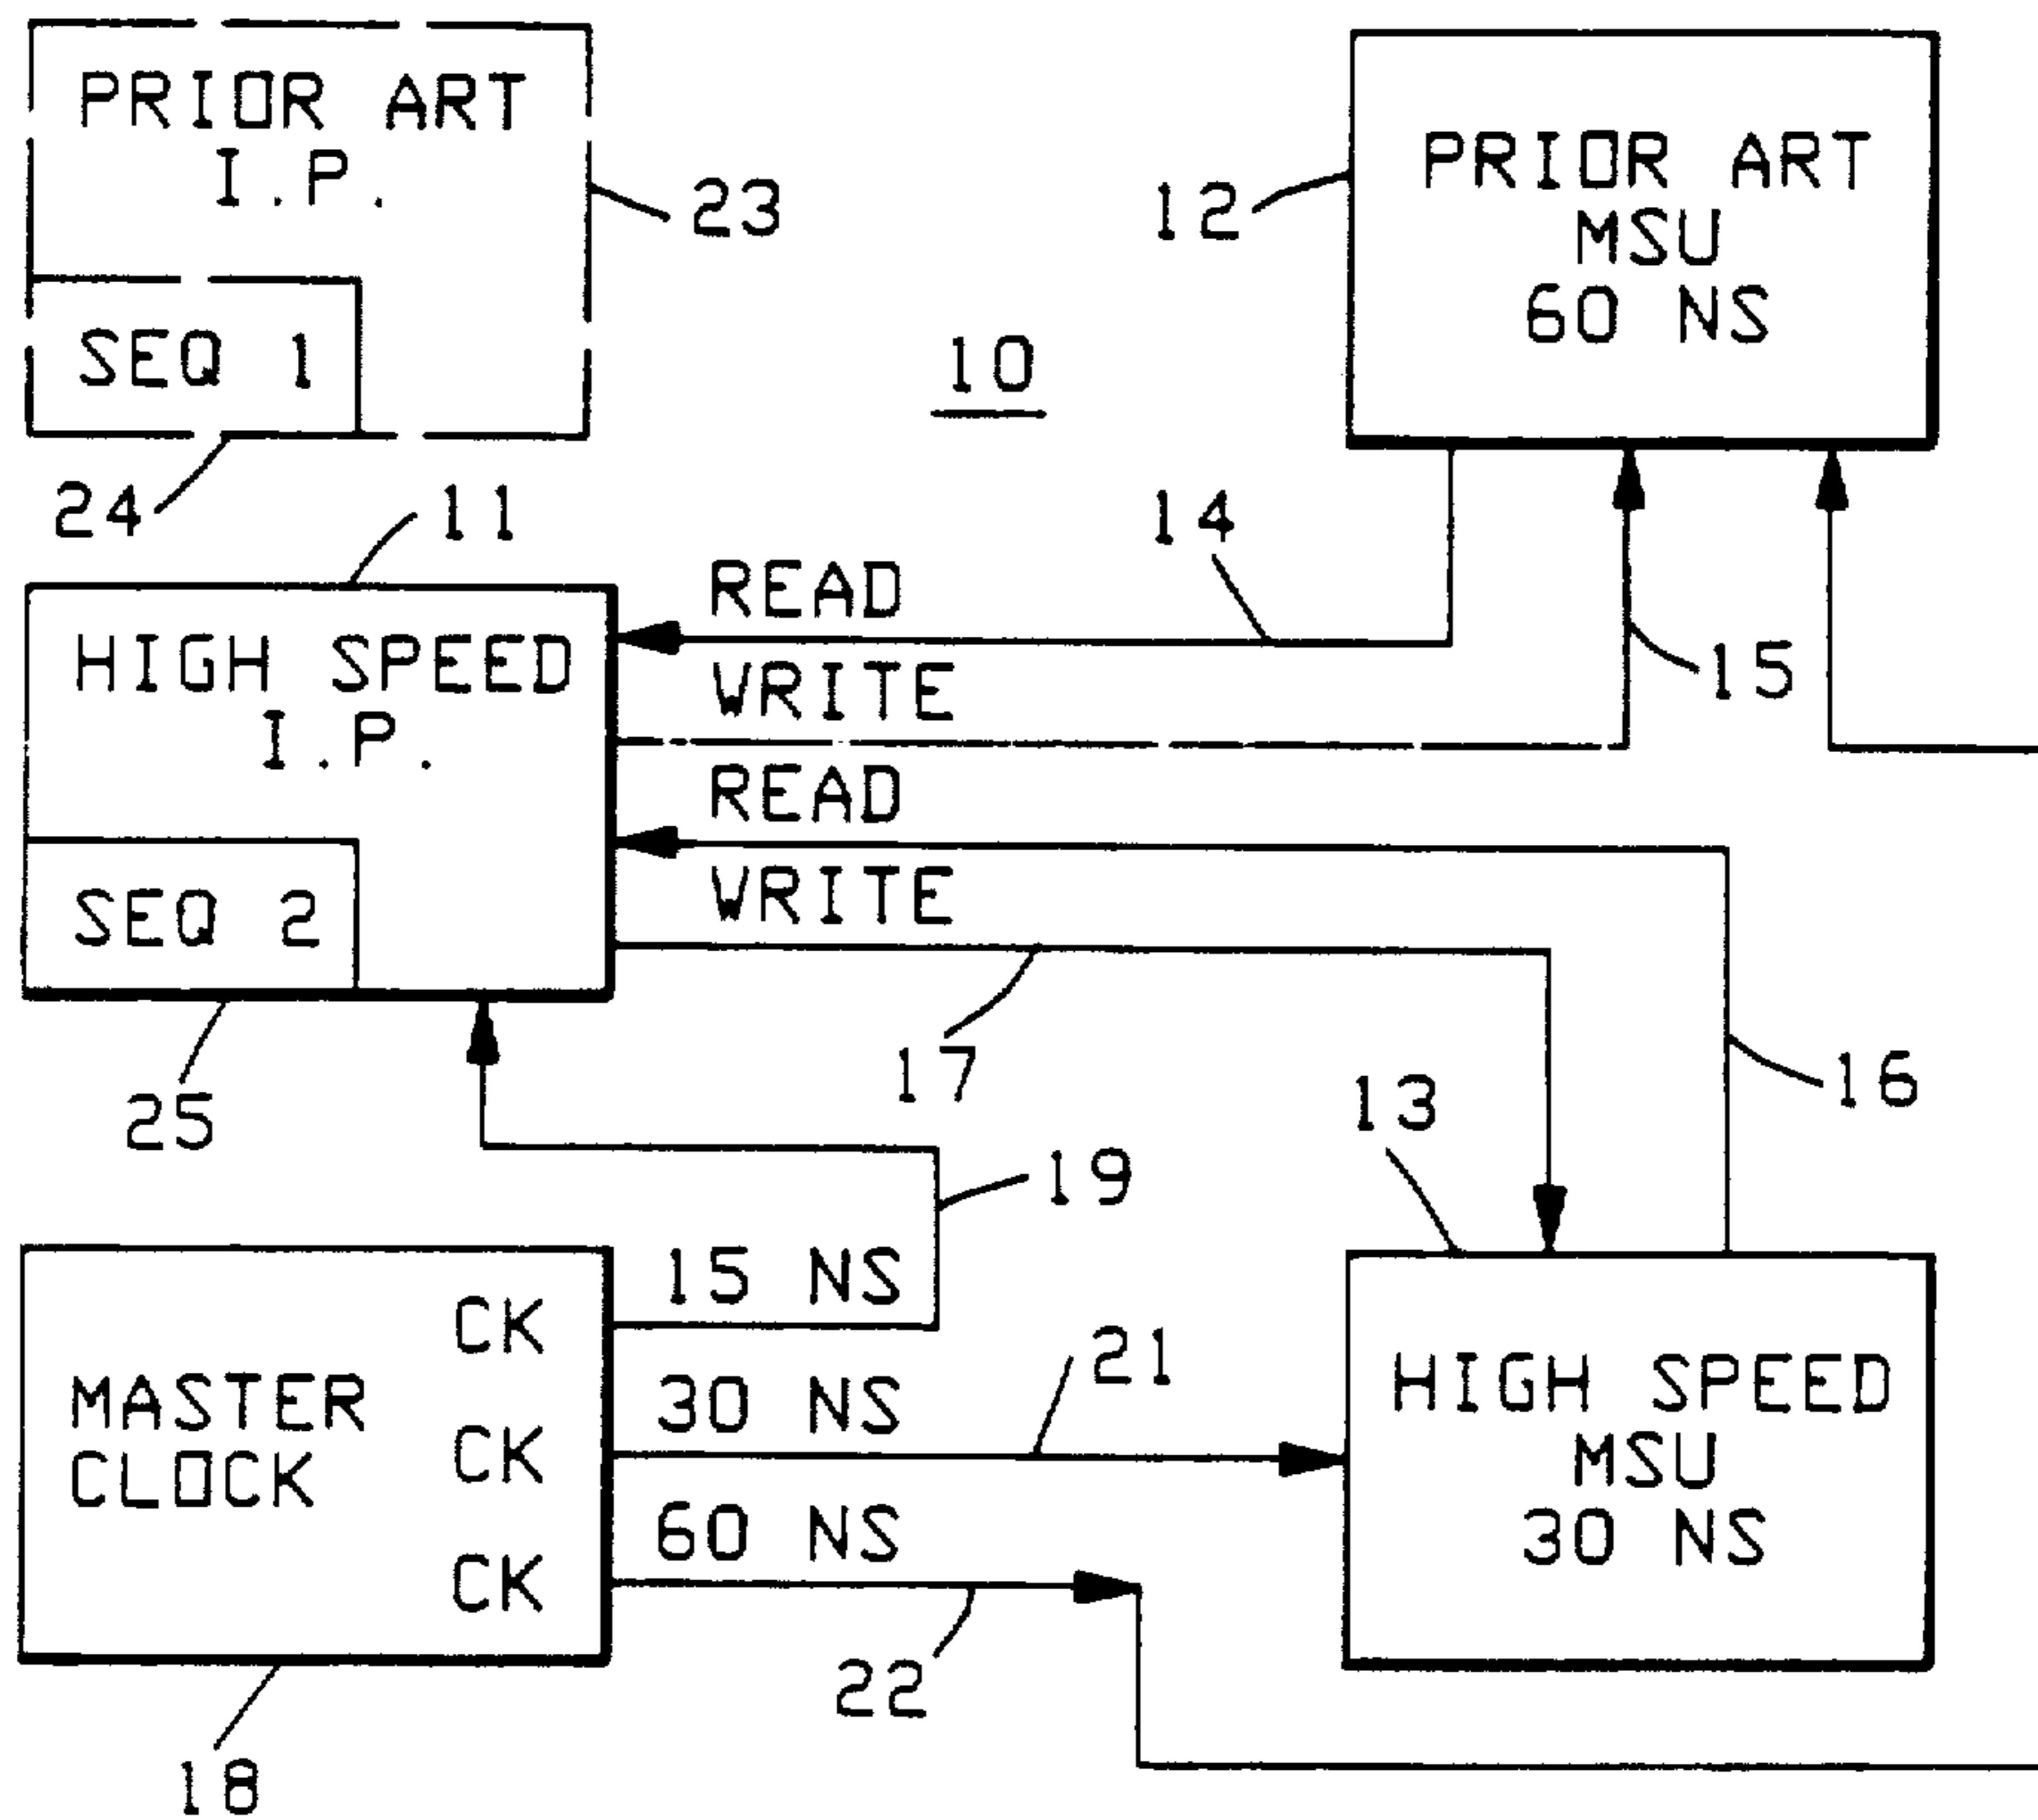 PRIOR ART
I.P.
SEQ 1
23
24
10
12
PRIOR ART
MSU
60 NS
11
14
15
HIGH SPEED
I.P.
SEQ 2
25
READ
WRITE
READ
WRITE
17
16
13
19
MASTER
CLOCK
CK
CK
CK
15 NS
30 NS
60 NS
21
22
18
HIGH SPEED
MSU
30 NS